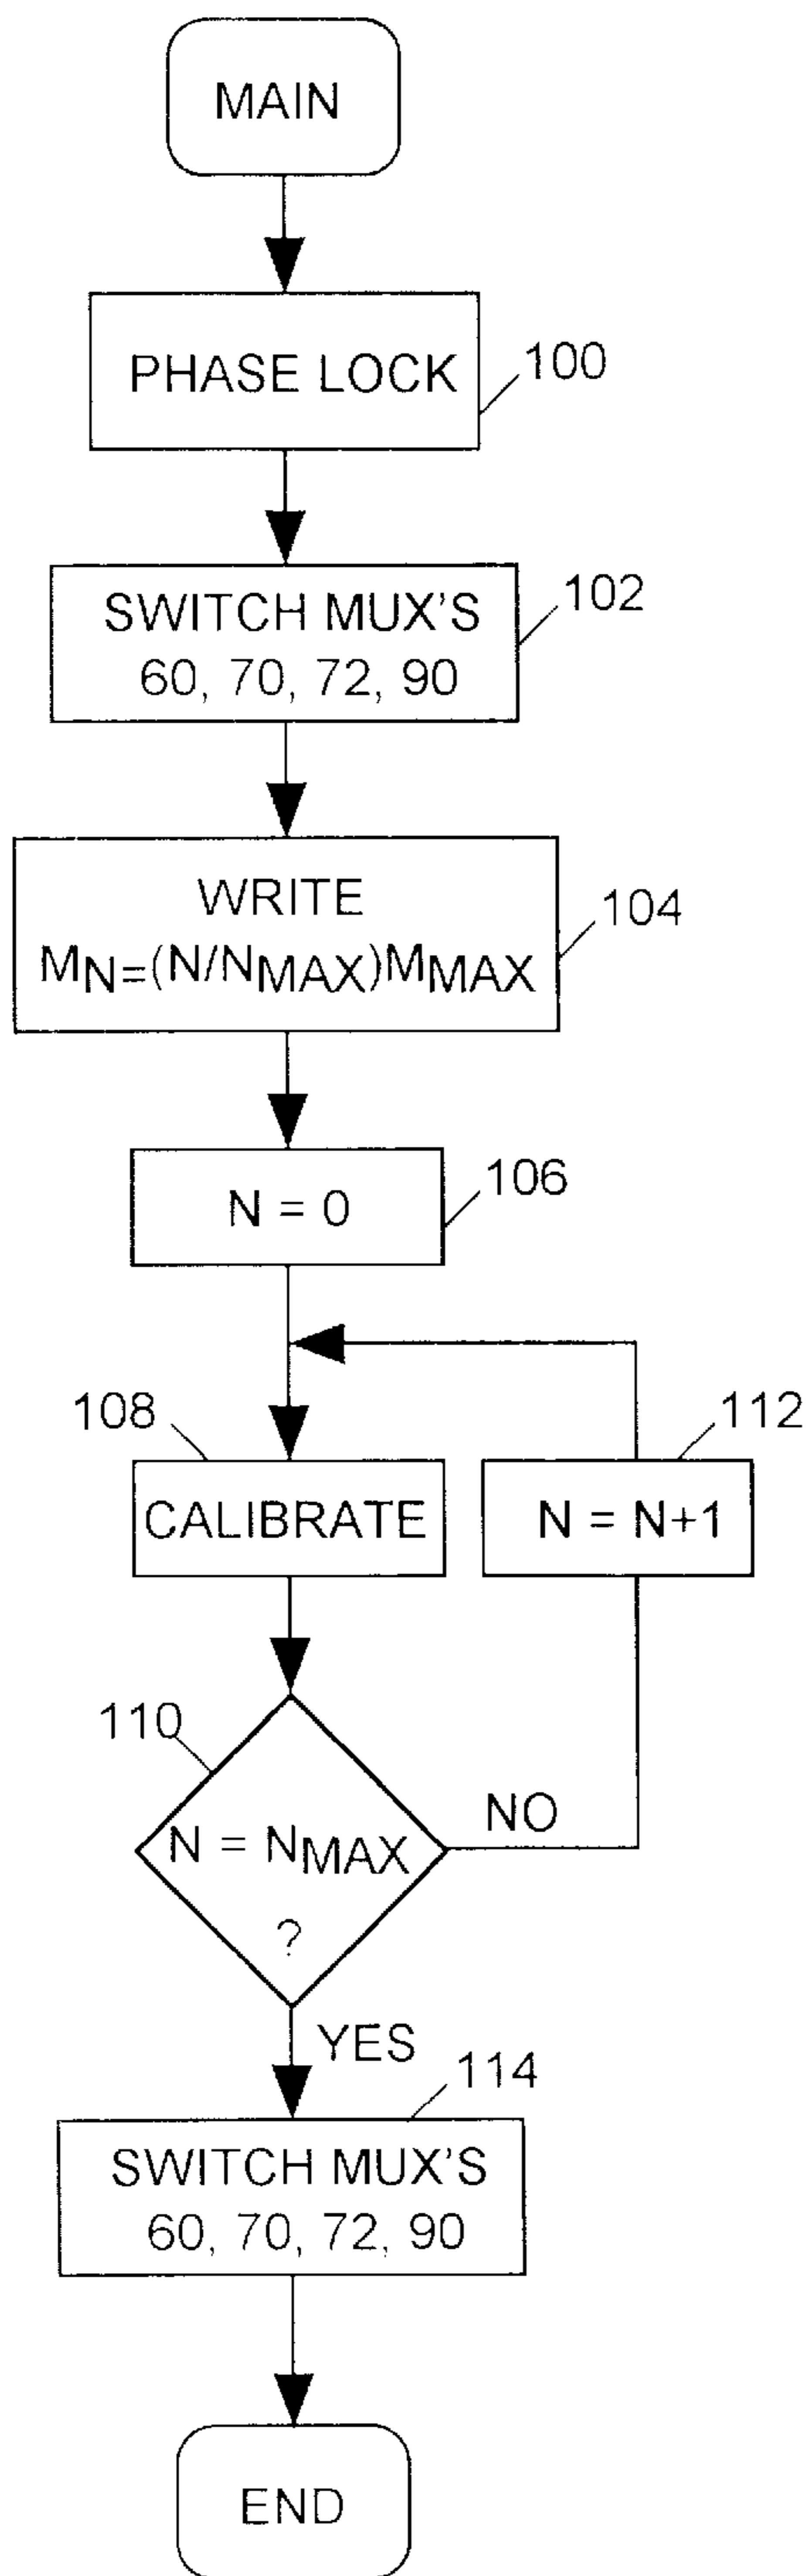 MAIN
PHASE LOCK
100
SWITCH MUX'S
60, 70, 72, 90
102
WRITE
MN=(N/NMAX)MMAX
104
N = 0
106
108
CALIBRATE
112
N = N+1
110
N = NMAX
?
NO
YES
114
SWITCH MUX'S
60, 70, 72, 90
END